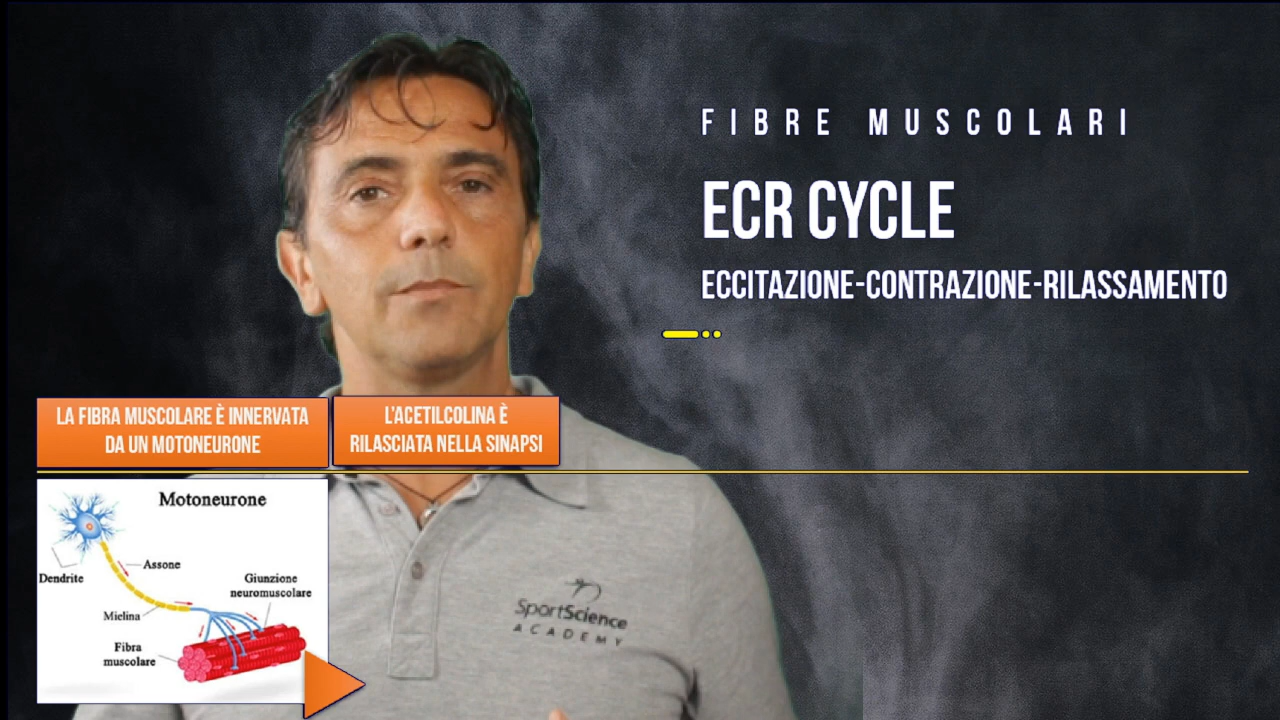 FIBRE MUSCOLARI
ECR CYCLE
ECCITAZIONE-CONTRAZIONE-RILASSAMENTO
LA FIBRA MUSCOLARE È INNERVATA
DA UN MOTONEURONE
L'ACETILCOLINA È
RILASCIATA NELLA SINAPSI
Motoneurone
Assone
Dendrite
Giunzione
neuromuscolare
Mielina
Fibra
muscolare
SportScience
ACADEMY